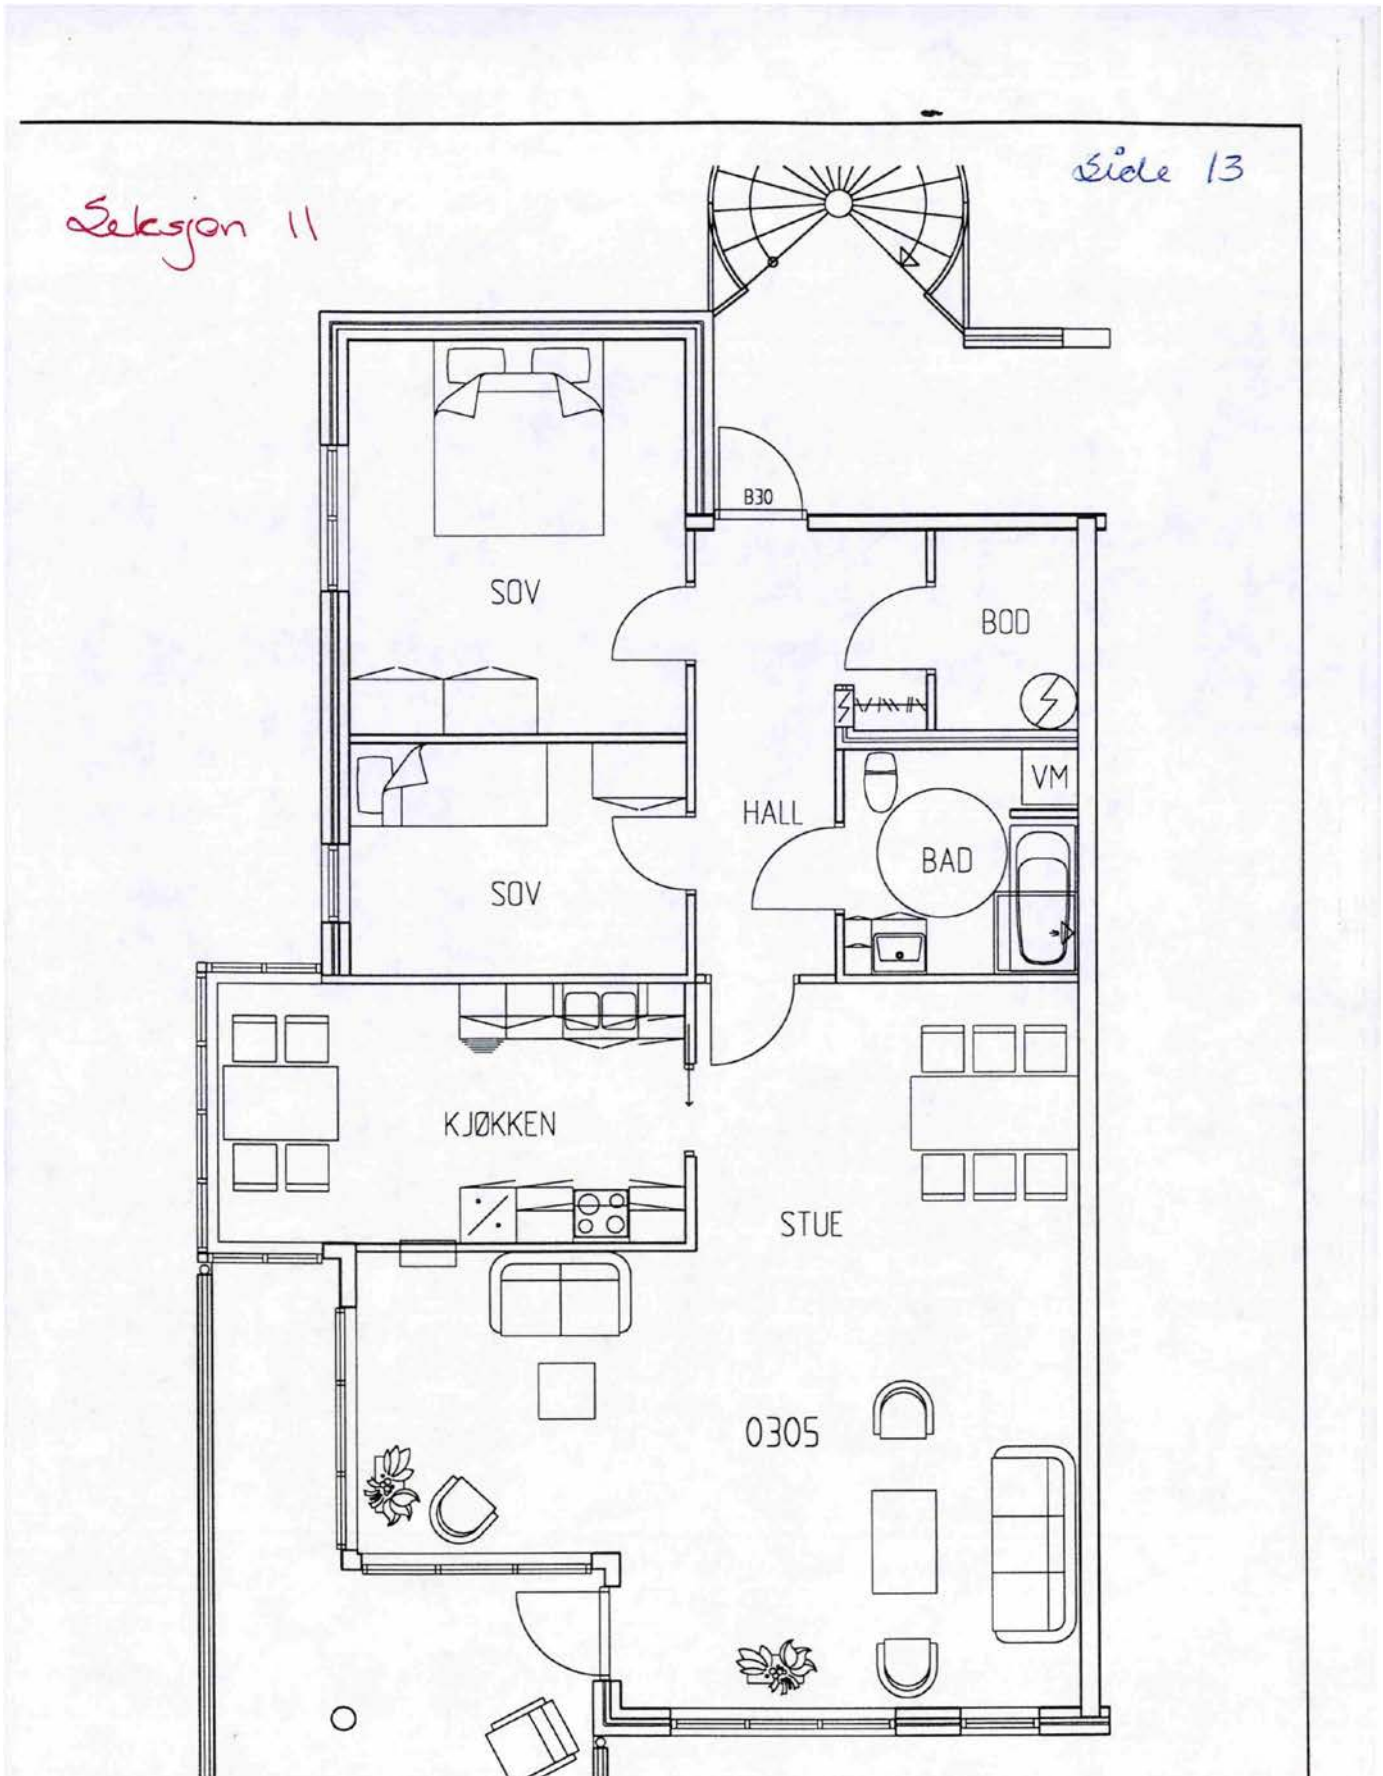 Side 13
Seksjon 11
B30
SOV
BOD
VM
HALL
BAD
SOV
KJØKKEN
STUE
0305